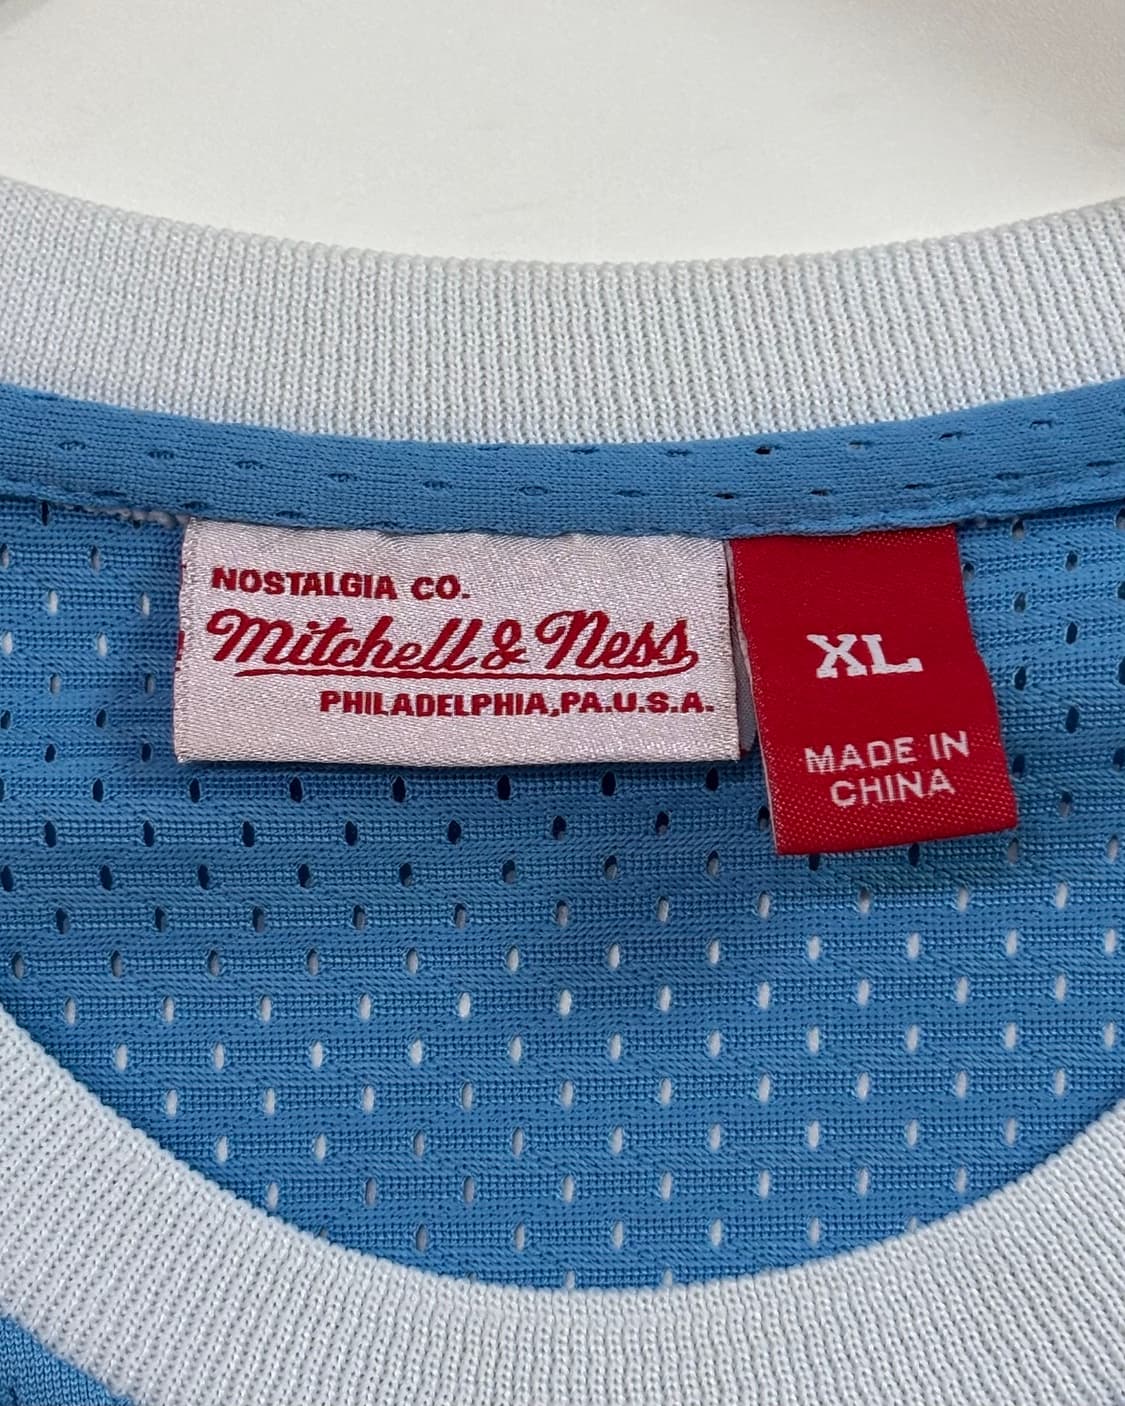 NOSTALGIA CO.
Mitchell & Ness
PHILADELPHIA,PA.U.S.A.
XL
MADE IN
CHINA